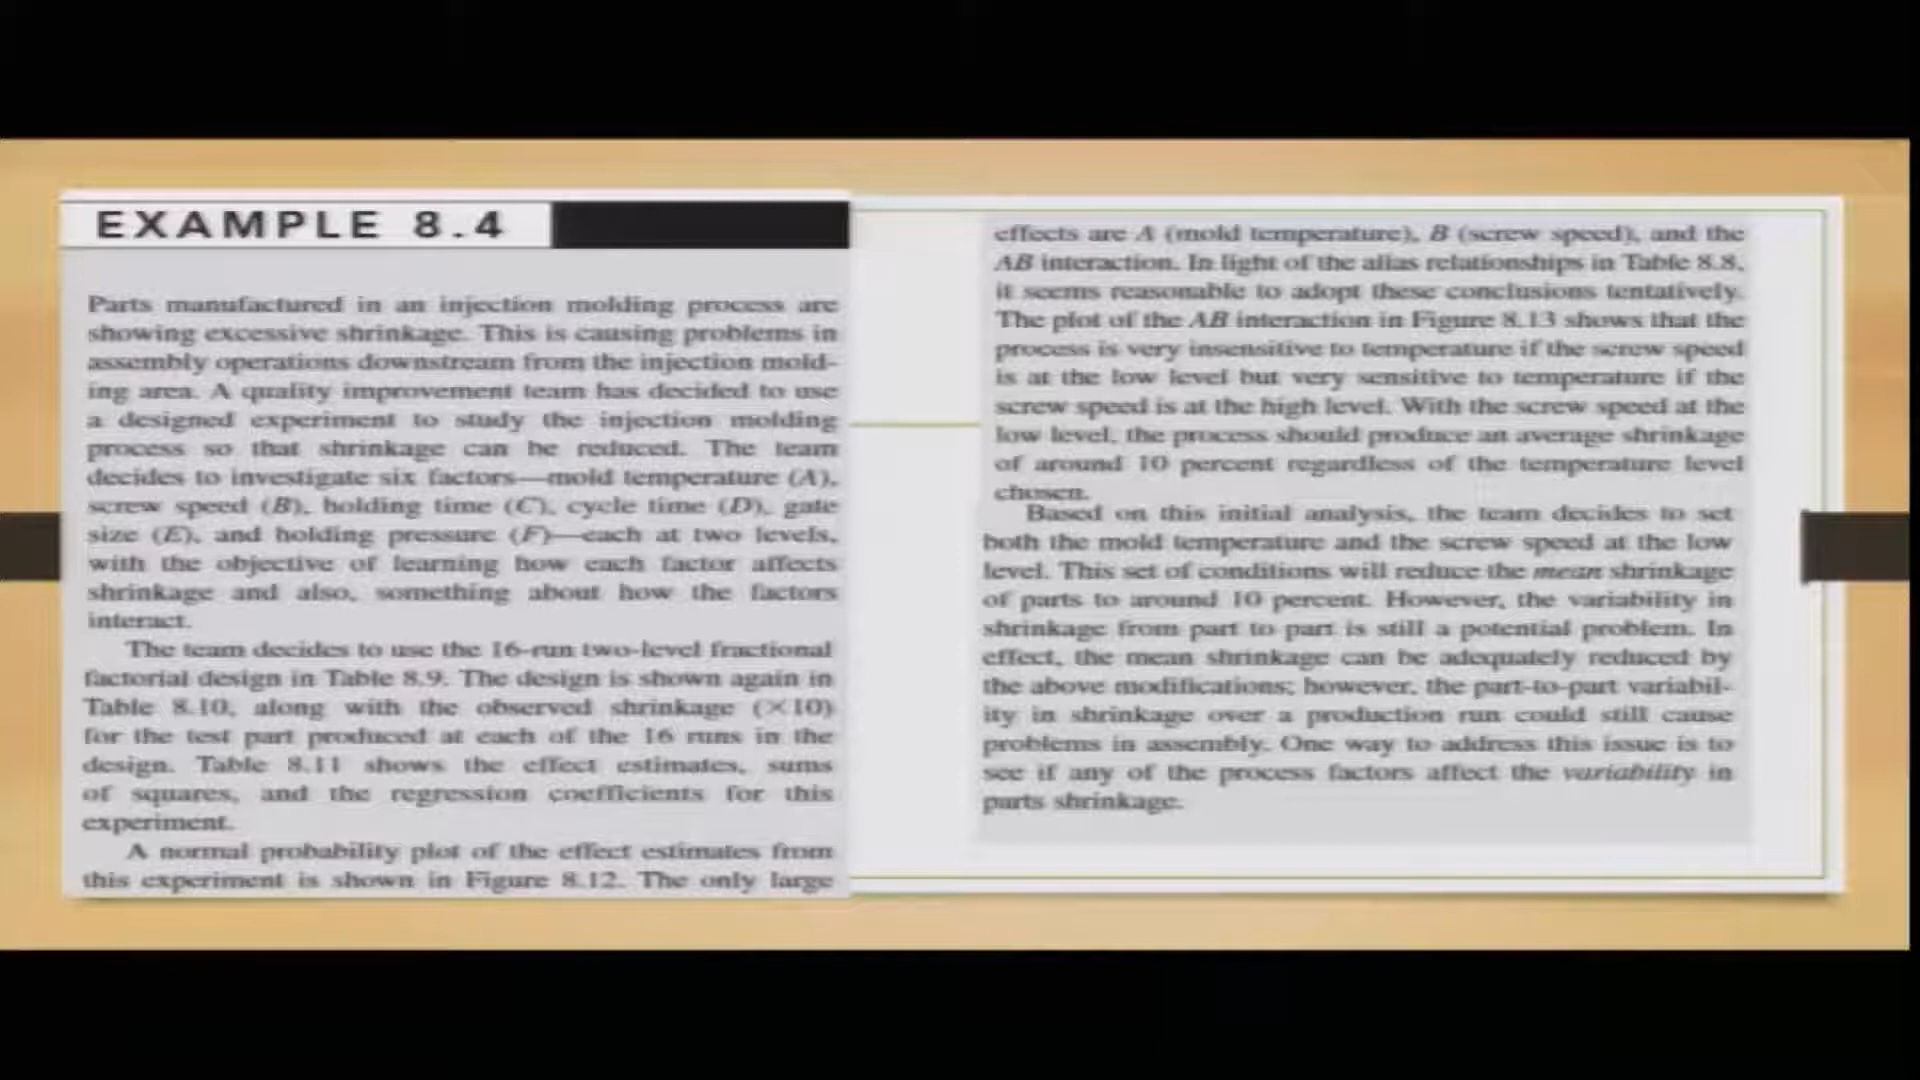 EXAMPLE 8.4
Parts manufactured in an injection molding process are
showing excessive shrinkage. This is causing problems in
assembly operations downstream from the injection mold-
ing area. A quality improvement team has decided to use
a designed experiment to study the injection molding
process so that shrinkage can be reduced. The team
decides to investigate six factors—mold temperature (A),
screw speed (B), holding time (C), cycle time (D), gate
size (E), and holding pressure (F)—each at two levels,
with the objective of learning how each factor affects
shrinkage and also, something about how the factors
interact.
The team decides to use the 16-run two-level fractional
factorial design in Table 8.9. The design is shown again in
Table 8.10, along with the observed shrinkage (×10)
for the test part produced at each of the 16 runs in the
design. Table 8.11 shows the effect estimates, sums
of squares, and the regression coefficients for this
experiment.
A normal probability plot of the effect estimates from
this experiment is shown in Figure 8.12. The only large
effects are A (mold temperature), B (screw speed), and the
AB interaction. In light of the alias relationships in Table 8.8,
it seems reasonable to adopt these conclusions tentatively.
The plot of the AB interaction in Figure 8.13 shows that the
process is very insensitive to temperature if the screw speed
is at the low level but very sensitive to temperature if the
screw speed is at the high level. With the screw speed at the
low level, the process should produce an average shrinkage
of around 10 percent regardless of the temperature level
chosen.
Based on this initial analysis, the team decides to set
both the mold temperature and the screw speed at the low
level. This set of conditions will reduce the mean shrinkage
of parts to around 10 percent. However, the variability in
shrinkage from part to part is still a potential problem. In
effect, the mean shrinkage can be adequately reduced by
the above modifications; however, the part-to-part variabil-
ity in shrinkage over a production run could still cause
problems in assembly. One way to address this issue is to
see if any of the process factors affect the variability in
parts shrinkage.